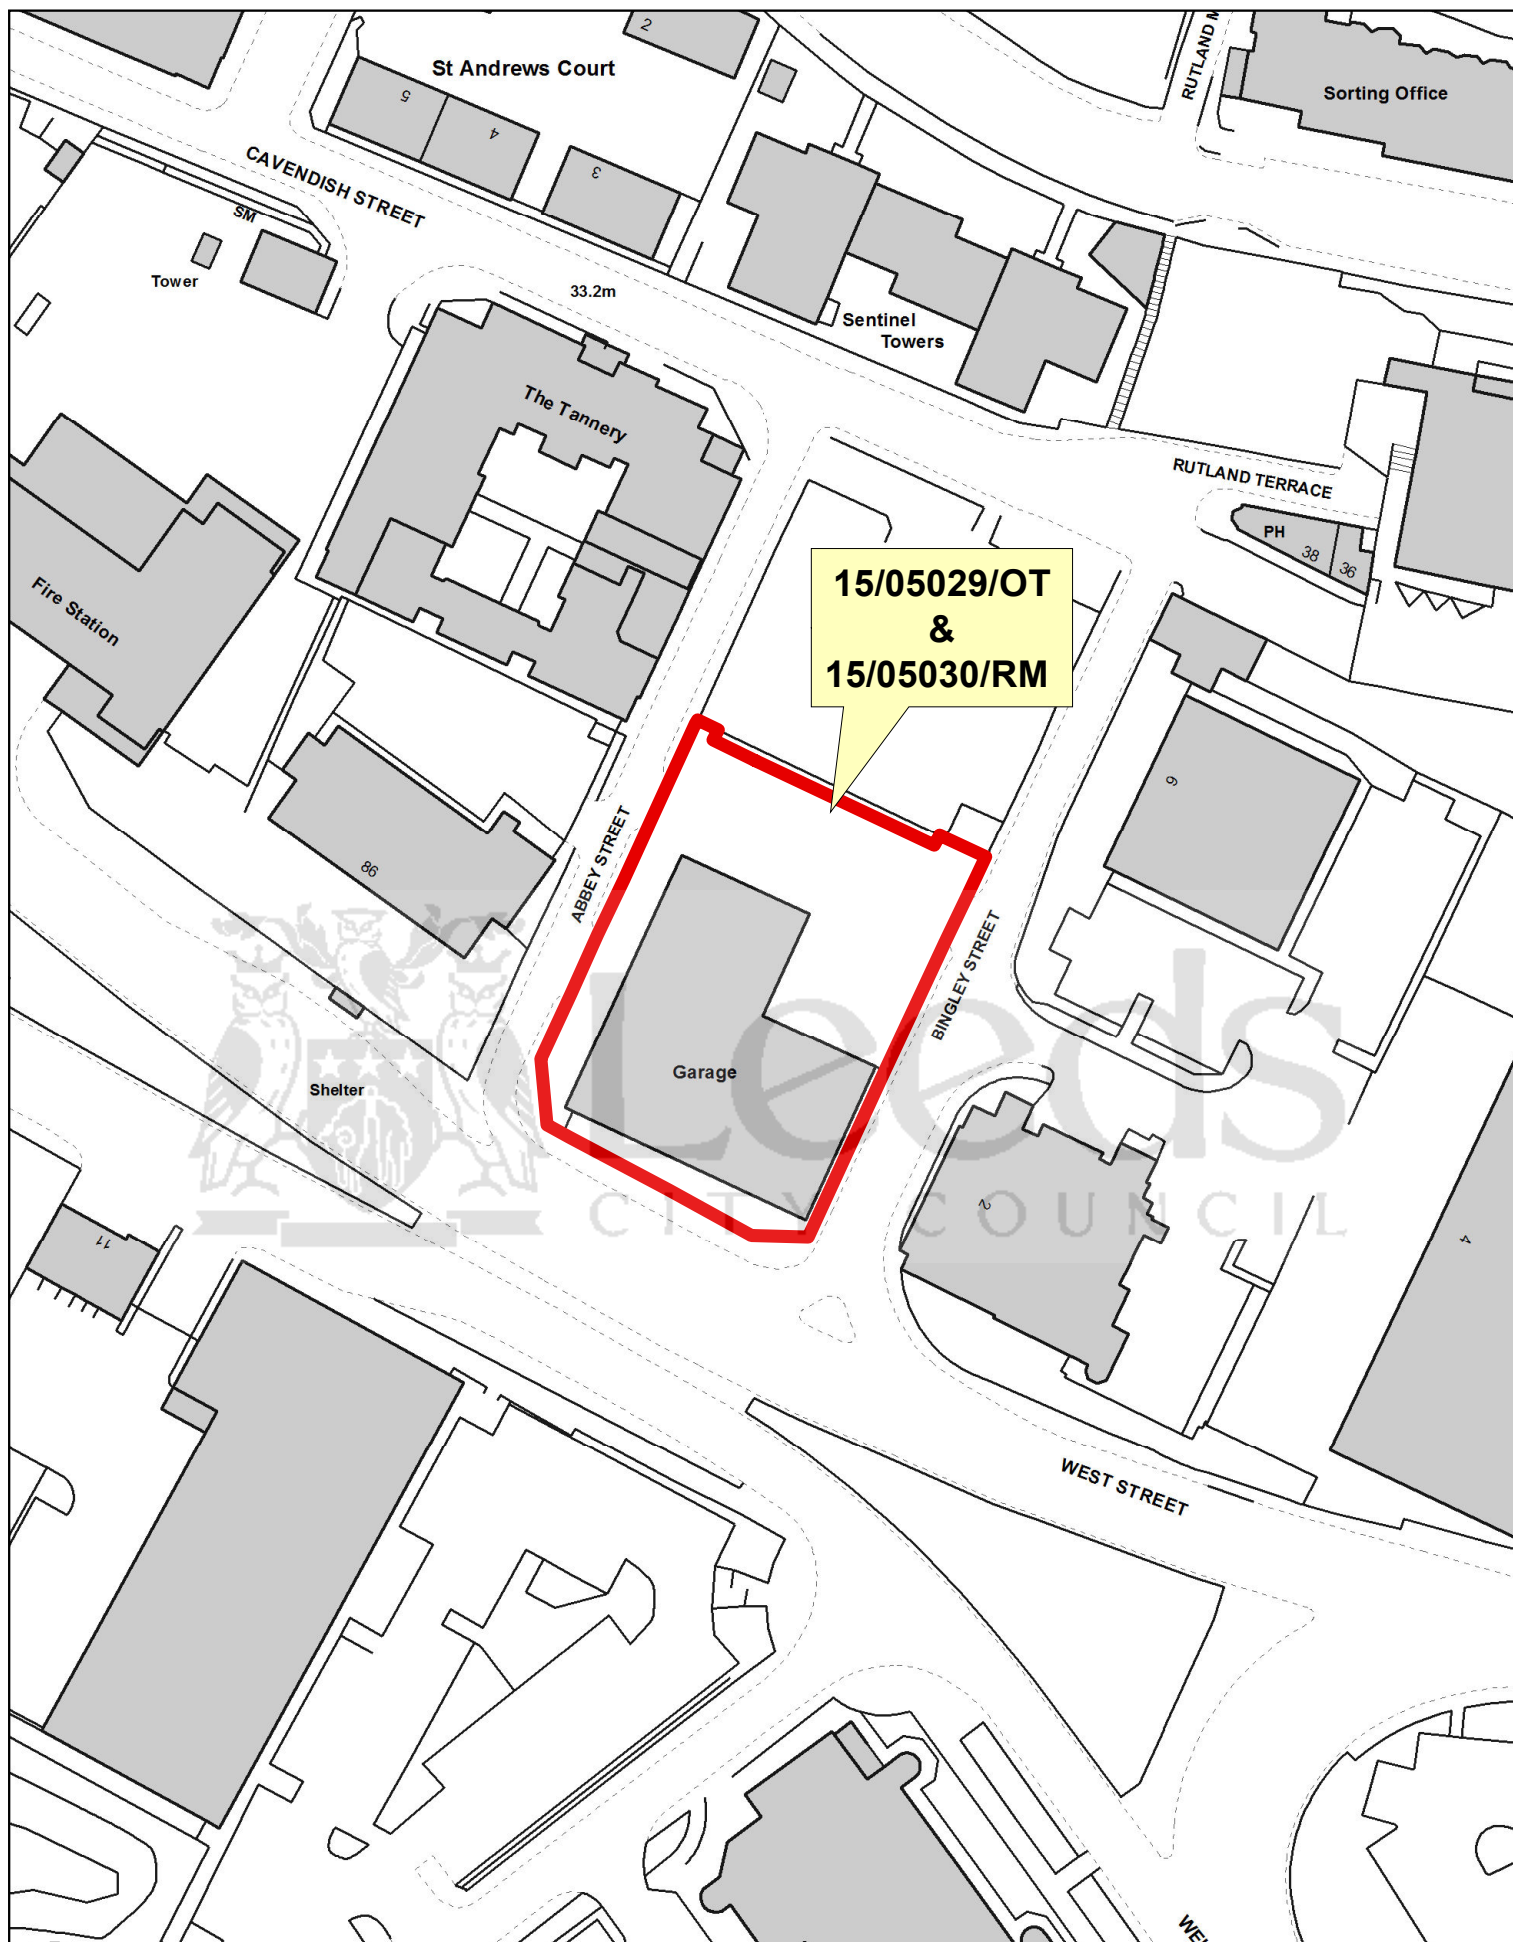 2
St Andrews Court
5
4
3
RUTLAND M
Sorting Office
CAVENDISH STREET
SM
Tower
33.2m
Sentinel
Towers
The Tannery
RUTLAND TERRACE
PH
38
36
Fire Station
15/05029/OT
&
15/05030/RM
9
86
ABBEY STREET
BINGLEY STREET
Leeds
CITY COUNCIL
Garage
Shelter
2
11
4
WEST STREET